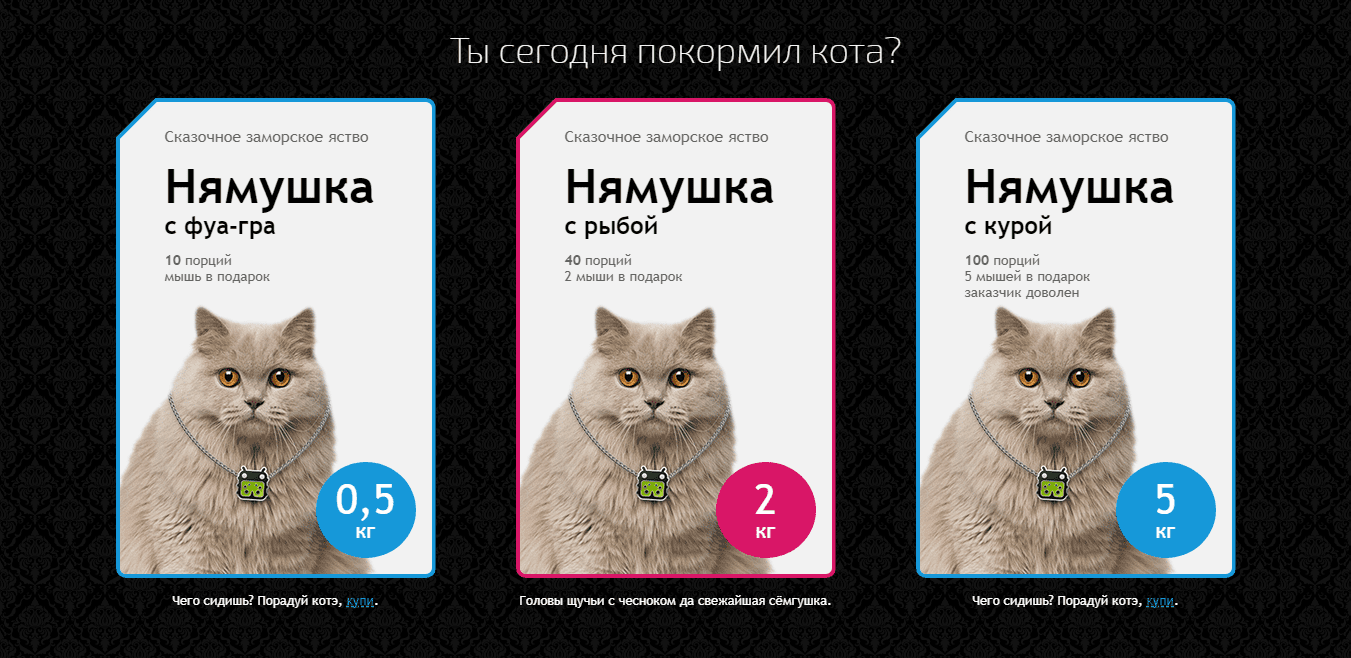 Ты сегодня покормил кота?
Сказочное заморское яство
Нямушка
с фуа-гра
10 порций
мышь в подарок
0,5
кг
Чего сидишь? Порадуй котэ, купи.
Сказочное заморское яство
Нямушка
с рыбой
40 порций
2 мыши в подарок
2
кг
Головы щучьи с чесноком да свежайшая сёмгушка.
Сказочное заморское яство
Нямушка
с курой
100 порций
5 мышей в подарок
заказчик доволен
5
кг
Чего сидишь? Порадуй котэ, купи.